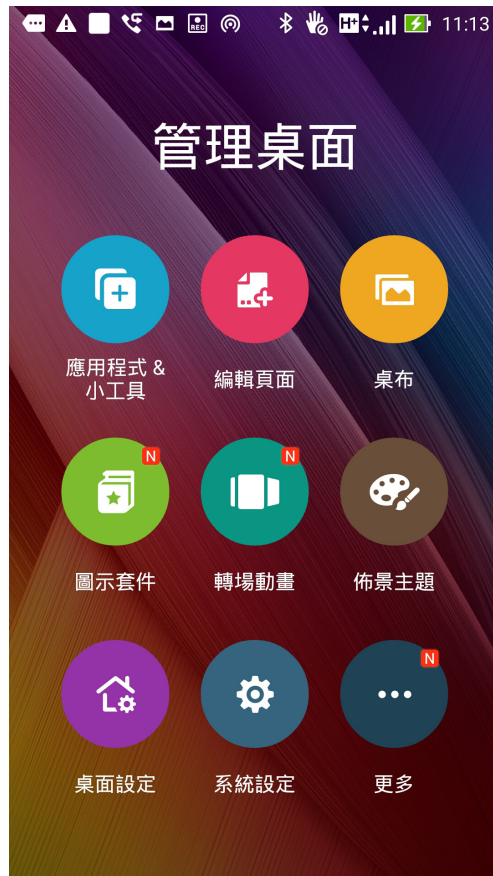 REC H+ 11:13
管理桌面
應用程式 &
小工具
編輯頁面
桌布
N
N
圖示套件
轉場動畫
佈景主題
N
桌面設定
系統設定
更多